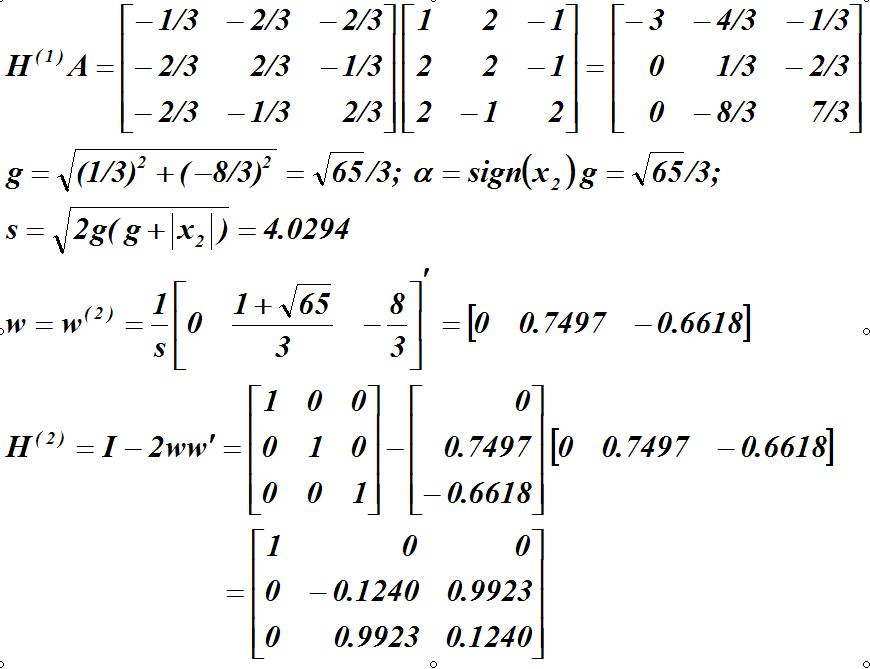 H^(1) A = [-1/3 -2/3 -2/3; -2/3 2/3 -1/3; -2/3 -1/3 2/3] [1 2 -1; 2 2 -1; 2 -1 2] = [-3 -4/3 -1/3; 0 1/3 -2/3; 0 -8/3 7/3]
g = √((1/3)² + (-8/3)²) = √65/3; α = sign(x₂)g = √65/3;
s = √(2g(g + |x₂|)) = 4.0294
w = w^(2) = 1/s [0 (1+√65)/3 -8/3]′ = [0 0.7497 -0.6618]
H^(2) = I - 2ww′ = [1 0 0; 0 1 0; 0 0 1] - [0; 0.7497; -0.6618] [0 0.7497 -0.6618]
= [1 0 0; 0 -0.1240 0.9923; 0 0.9923 0.1240]